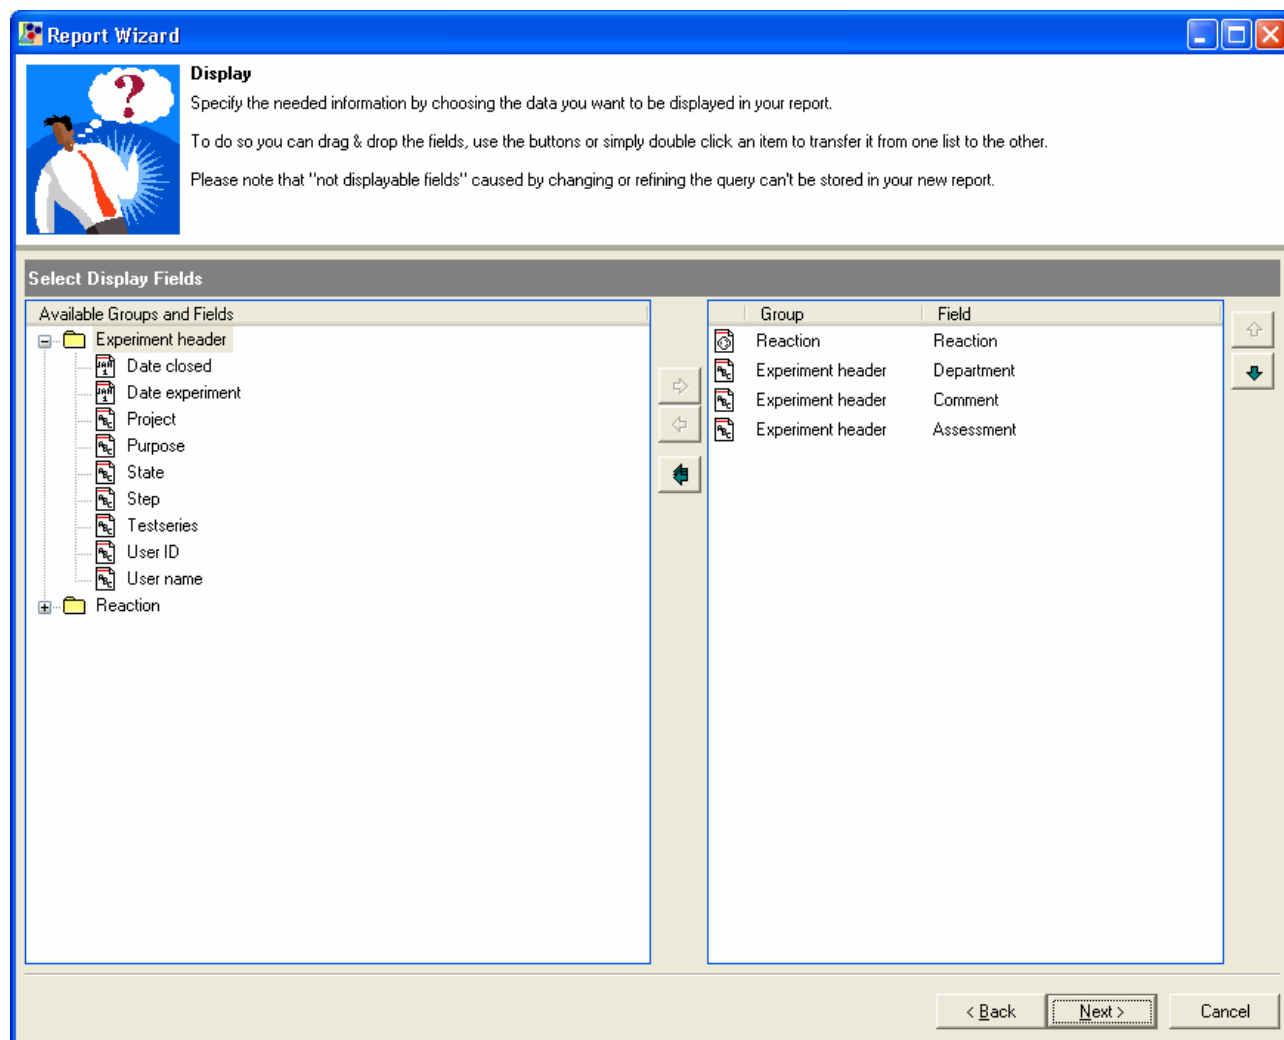 Report Wizard
?
Display
Specify the needed information by choosing the data you want to be displayed in your report.
To do so you can drag & drop the fields, use the buttons or simply double click an item to transfer it from one list to the other.
Please note that "not displayable fields" caused by changing or refining the query can't be stored in your new report.
Select Display Fields
Available Groups and Fields
Experiment header
Date closed
Date experiment
Project
Purpose
State
Step
Testseries
User ID
User name
Reaction
Group Field
Reaction Reaction
Experiment header Department
Experiment header Comment
Experiment header Assessment
< Back Next > Cancel